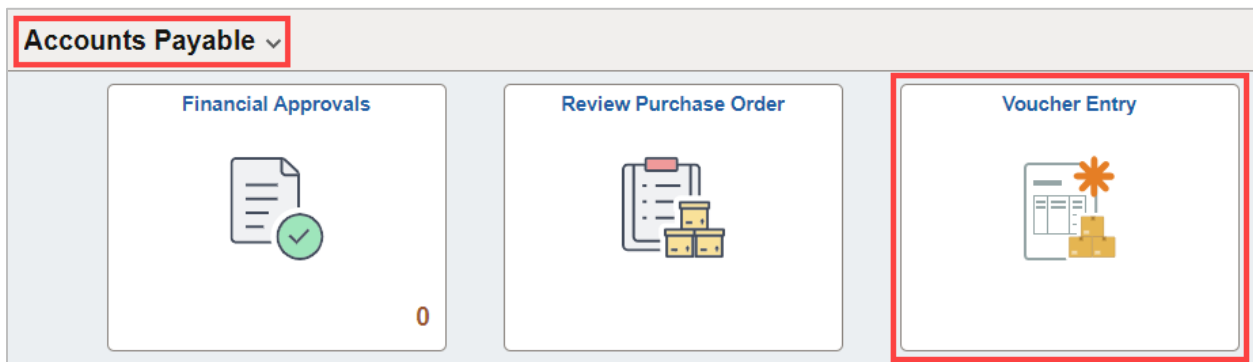 Accounts Payable
Financial Approvals
Review Purchase Order
Voucher Entry
0